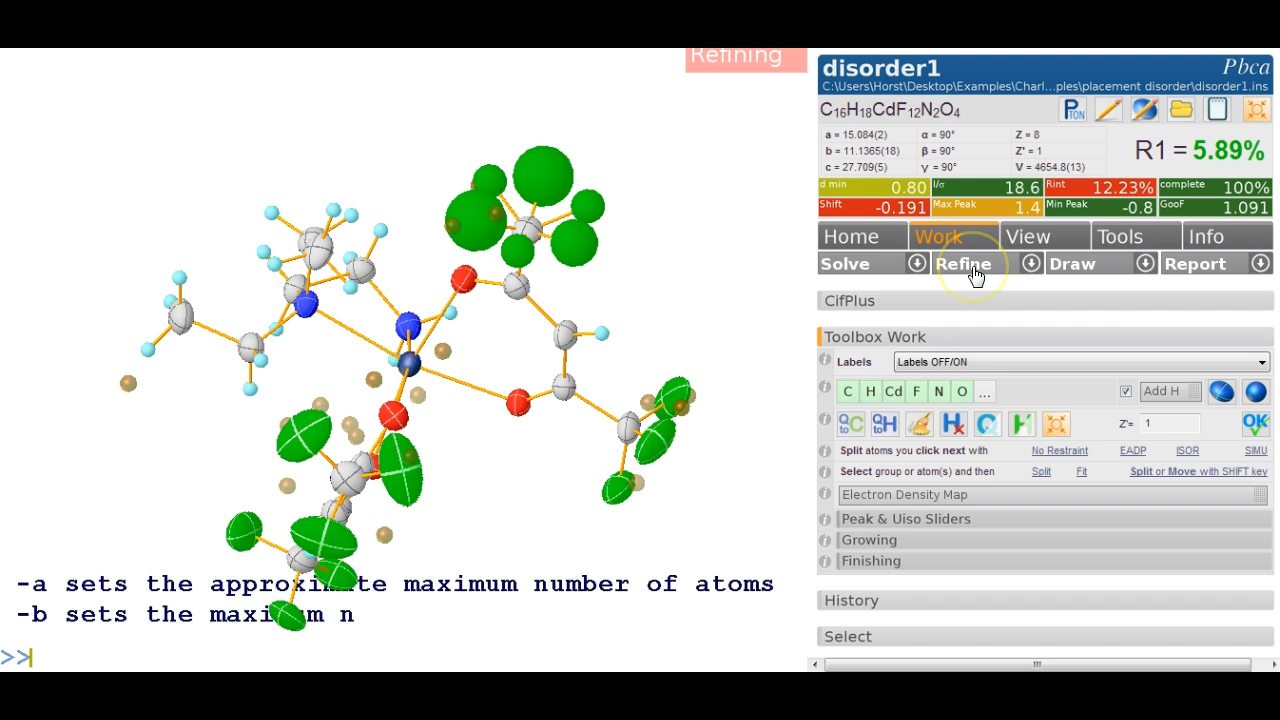 Refining
-a sets the approximate maximum number of atoms
-b sets the maximum n
>>
disorder1 Pbca
C:\Users\Horst\Desktop\Examples\Charl...ples\placement disorder\disorder1.ins
C16H18CdF12N2O4
a = 15.084(2) α = 90° Z = 8
b = 11.1365(18) β = 90° Z' = 1
c = 27.709(5) γ = 90° V = 4654.8(13)
R1 = 5.89%
d min 0.80 I/σ 18.6 Rint 12.23% complete 100%
Shift -0.191 Max Peak 1.4 Min Peak -0.8 GooF 1.091
Home Work View Tools Info
Solve Refine Draw Report
CifPlus
Toolbox Work
Labels Labels OFF/ON
C H Cd F N O ... Add H
Q to C Q to H H Z'= 1 OK
Split atoms you click next with No Restraint EADP ISOR SIMU
Select group or atom(s) and then Split Fit Split or Move with SHIFT key
Electron Density Map
Peak & Uiso Sliders
Growing
Finishing
History
Select